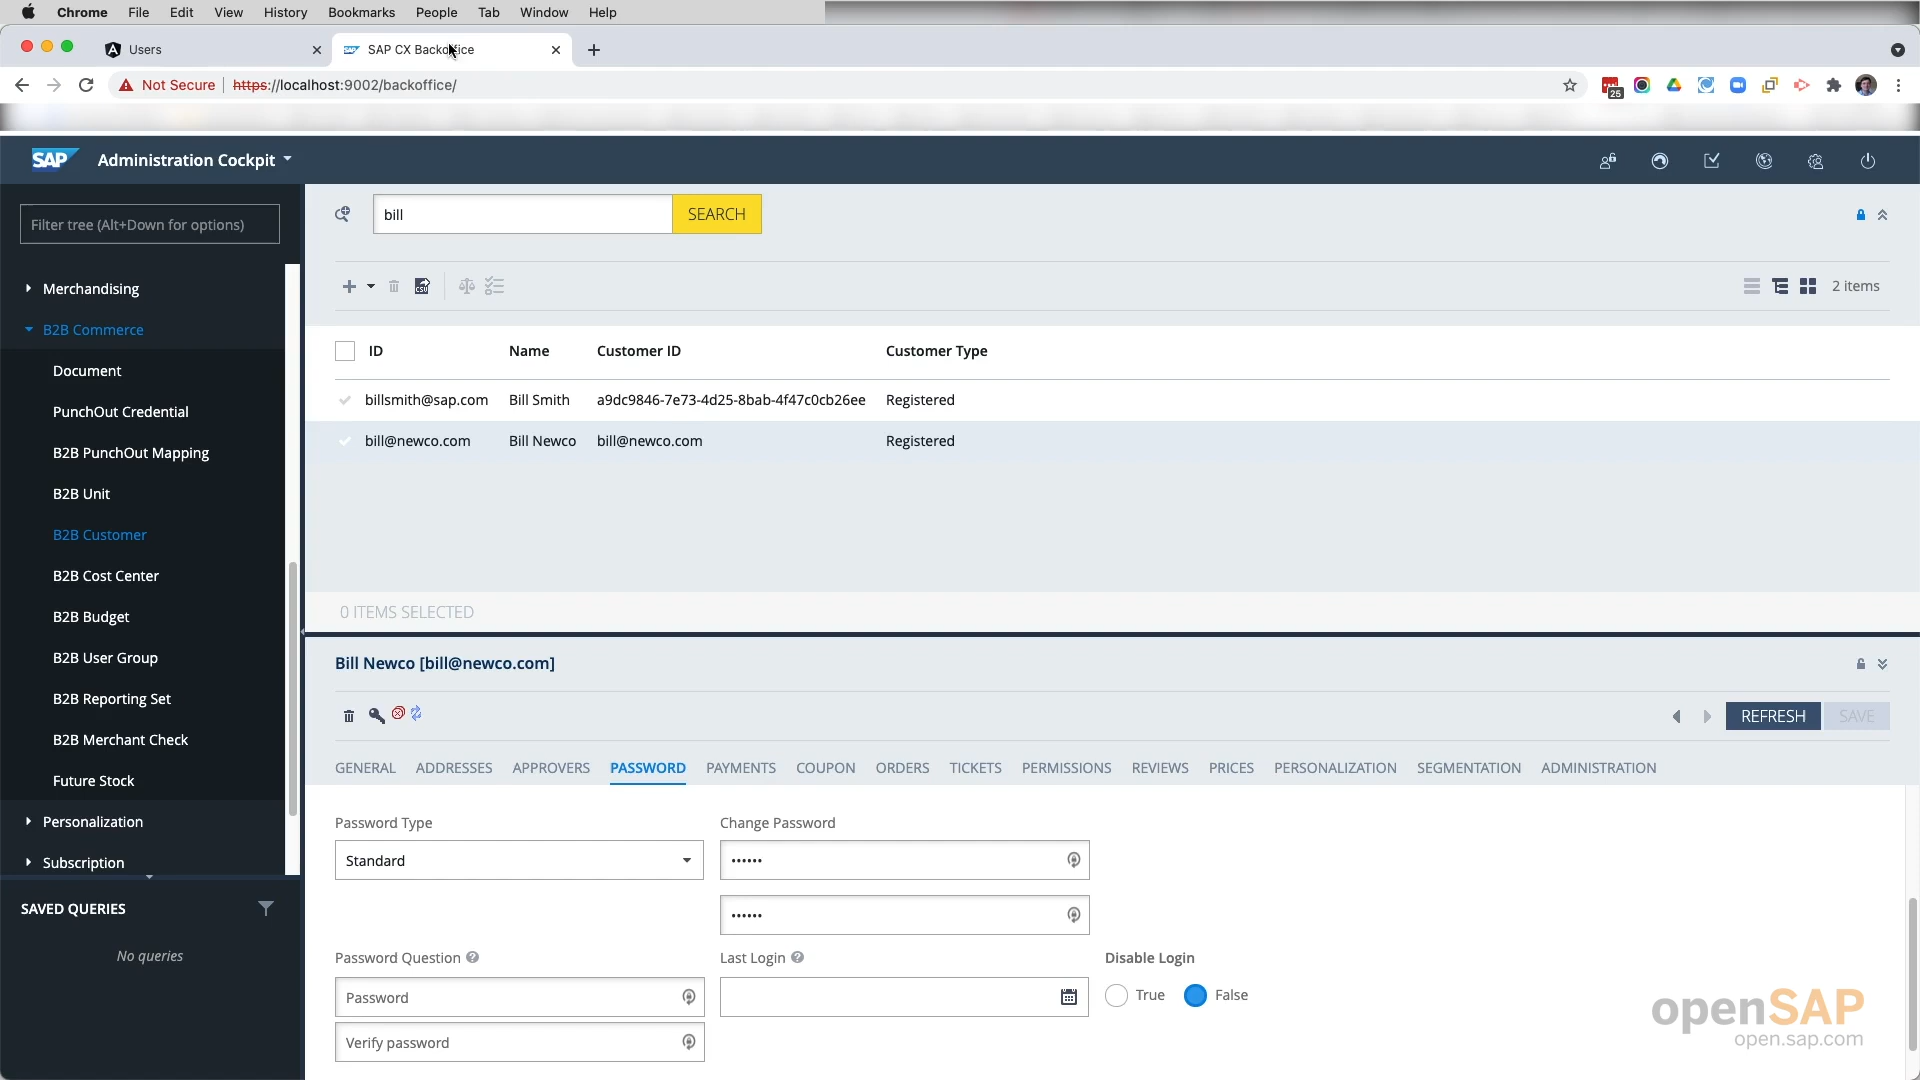 Chrome File Edit View History Bookmarks People Tab Window Help
Users
SAP CX Backoffice
Not Secure https://localhost:9002/backoffice/
25
SAP Administration Cockpit
Filter tree (Alt+Down for options)
Merchandising
B2B Commerce
Document
PunchOut Credential
B2B PunchOut Mapping
B2B Unit
B2B Customer
B2B Cost Center
B2B Budget
B2B User Group
B2B Reporting Set
B2B Merchant Check
Future Stock
Personalization
Subscription
SAVED QUERIES
No queries
bill SEARCH
CSV
2 items
ID Name Customer ID Customer Type
billsmith@sap.com Bill Smith a9dc9846-7e73-4d25-8bab-4f47c0cb26ee Registered
bill@newco.com Bill Newco bill@newco.com Registered
0 ITEMS SELECTED
Bill Newco [bill@newco.com]
REFRESH SAVE
GENERAL ADDRESSES APPROVERS PASSWORD PAYMENTS COUPON ORDERS TICKETS PERMISSIONS REVIEWS PRICES PERSONALIZATION SEGMENTATION ADMINISTRATION
Password Type Change Password
Standard ••••••
••••••
Password Question Last Login Disable Login
Password True False
Verify password
openSAP
open.sap.com